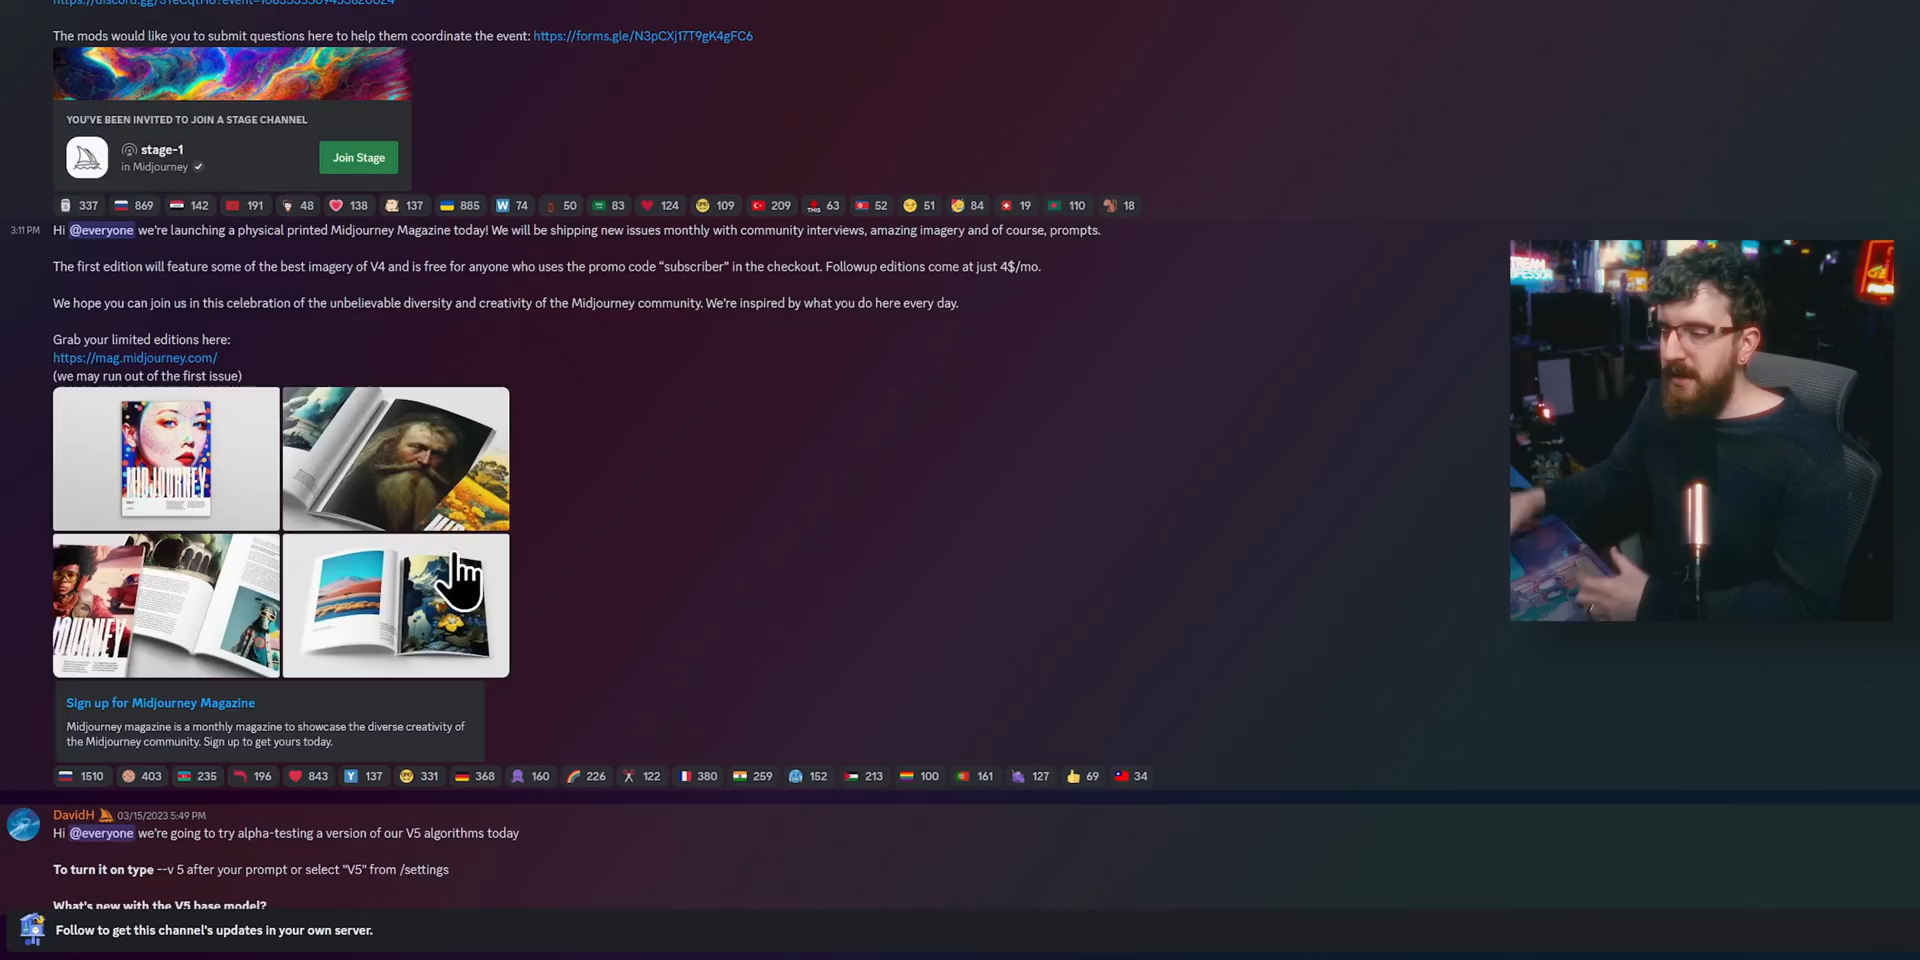 The mods would like you to submit questions here to help them coordinate the event: https://forms.gle/N3pCXj17T9gK4gFC6
YOU'VE BEEN INVITED TO JOIN A STAGE CHANNEL
stage-1
in Midjourney
Join Stage
337 869 142 191 48 138 137 885 W 74 50 83 124 109 209 THIS 63 52 51 84 19 110 18
3:11 PM Hi @everyone we're launching a physical printed Midjourney Magazine today! We will be shipping new issues monthly with community interviews, amazing imagery and of course, prompts.
The first edition will feature some of the best imagery of V4 and is free for anyone who uses the promo code “subscriber” in the checkout. Followup editions come at just 4$/mo.
We hope you can join us in this celebration of the unbelievable diversity and creativity of the Midjourney community. We're inspired by what you do here every day.
Grab your limited editions here:
https://mag.midjourney.com/
(we may run out of the first issue)
MIDJOURNEY
JOURNEY
Sign up for Midjourney Magazine
Midjourney magazine is a monthly magazine to showcase the diverse creativity of
the Midjourney community. Sign up to get yours today.
1510 403 235 196 843 Y 137 331 368 160 226 122 380 259 152 213 100 161 127 69 34
DavidH 03/15/2023 5:49 PM
Hi @everyone we're going to try alpha-testing a version of our V5 algorithms today
To turn it on type --v 5 after your prompt or select "V5" from /settings
What's new with the V5 base model?
Follow to get this channel's updates in your own server.